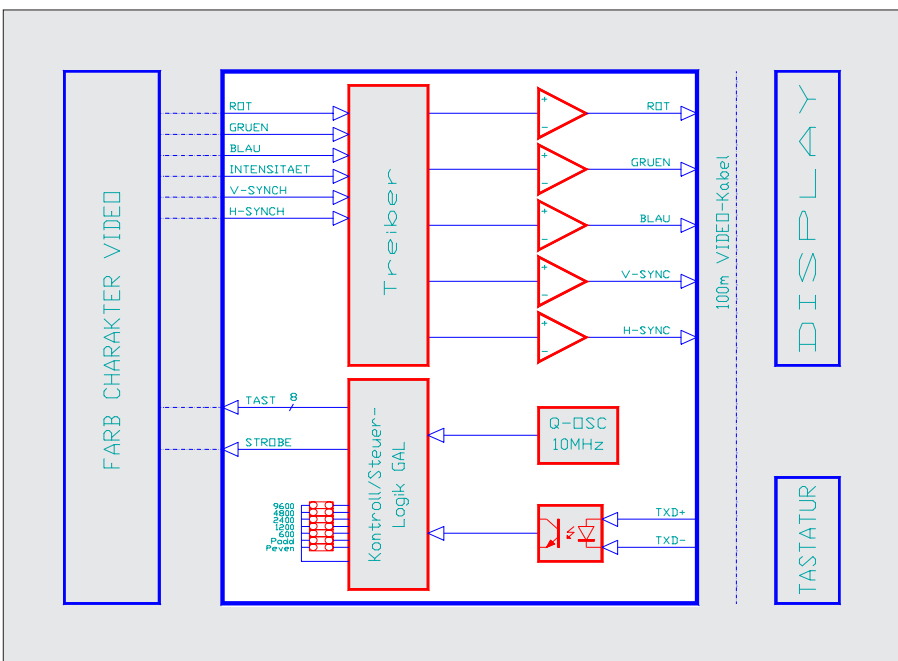 FARB CHARAKTER VIDEO
ROT
GRUEN
BLAU
INTENSITAET
V-SYNCH
H-SYNCH
Treiber
+
−
ROT
+
−
GRUEN
+
−
BLAU
+
−
V-SYNC
+
−
H-SYNC
100m VIDEO-Kabel
DISPLAY
TAST 8
STROBE
9600
4800
2400
1200
600
Podd
Peven
Kontroll/Steuer-
Logik GAL
Q-OSC
10MHz
TXD+
TXD-
TASTATUR